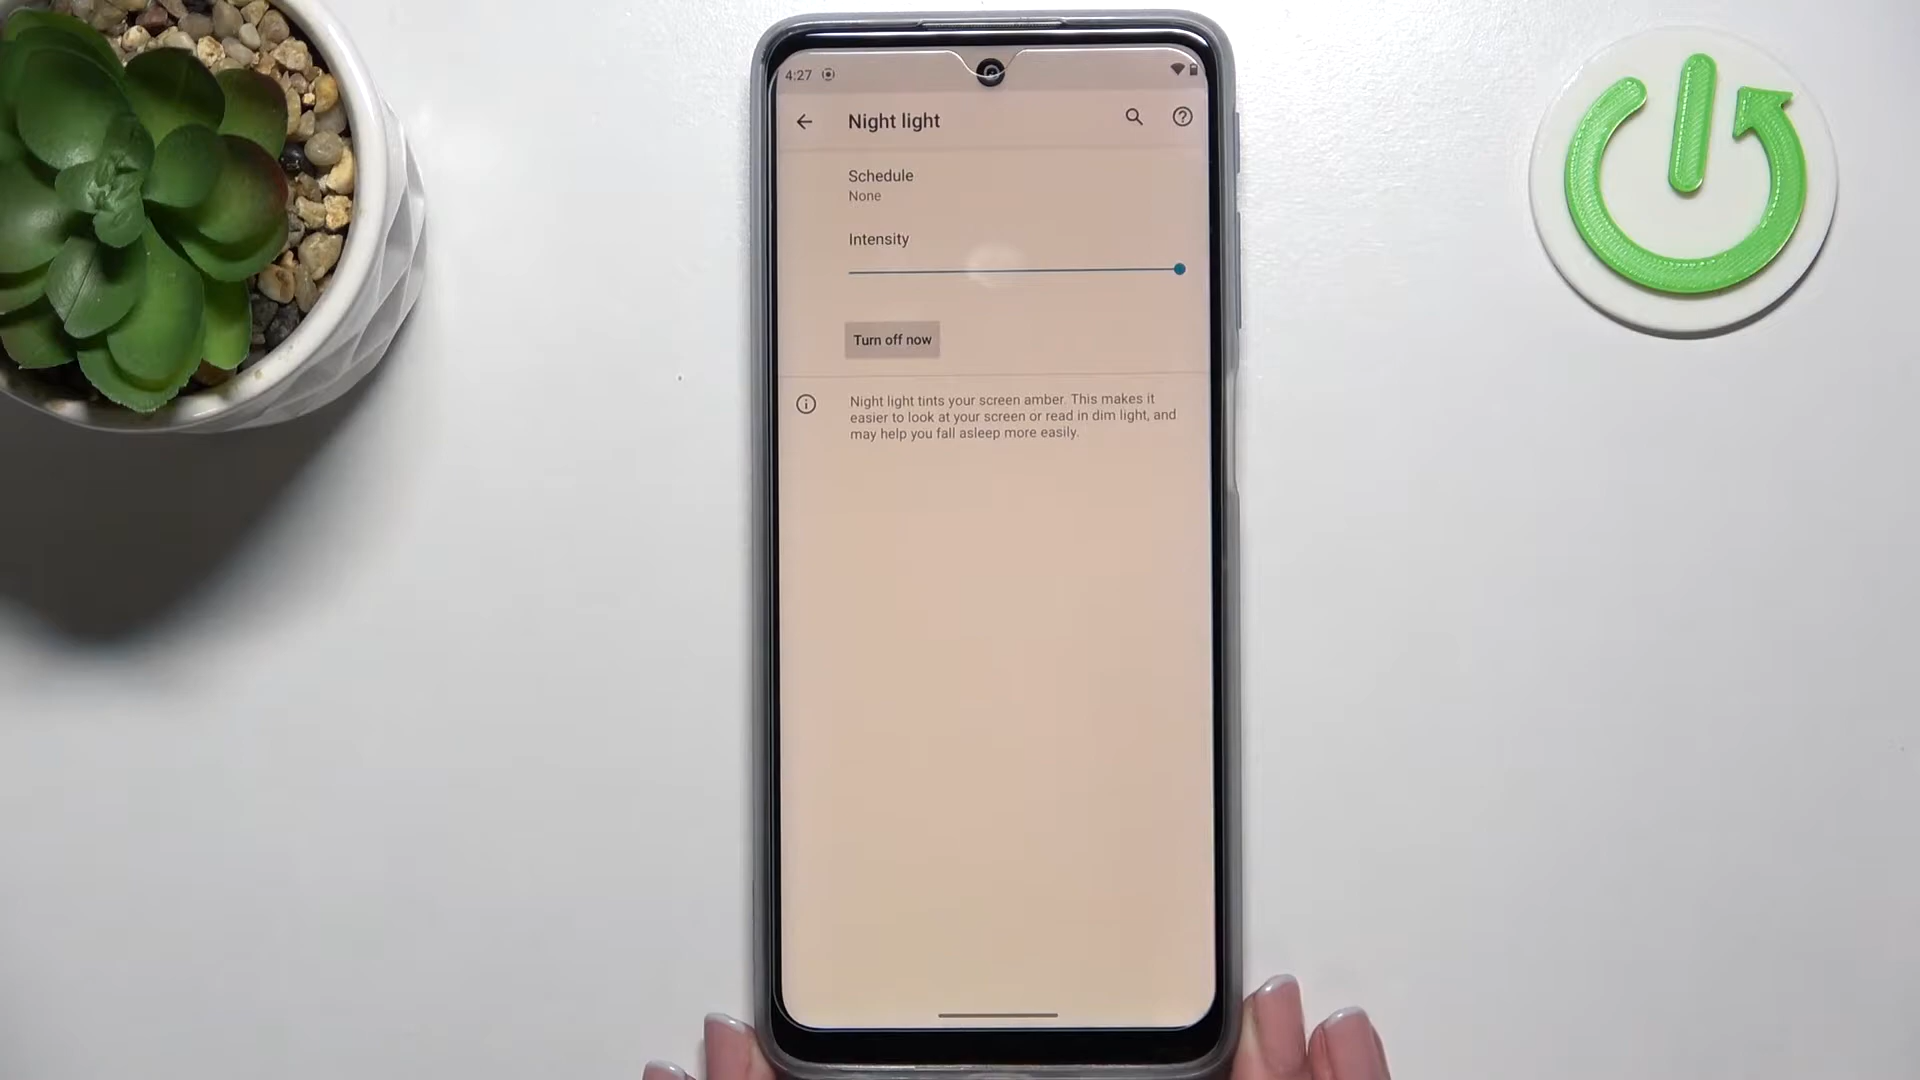 4:27
Night light
Schedule
None
Intensity
Turn off now
Night light tints your screen amber. This makes it
easier to look at your screen or read in dim light, and
may help you fall asleep more easily.